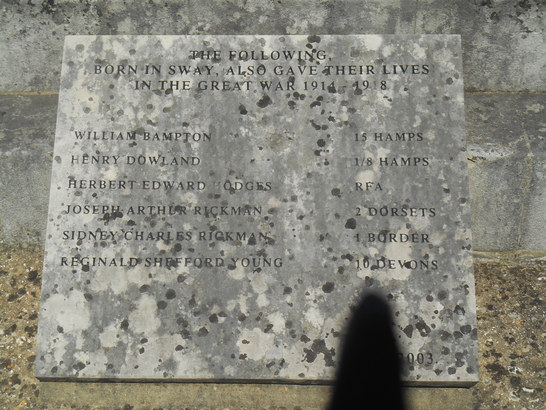 THE FOLLOWING,
BORN IN SWAY, ALSO GAVE THEIR LIVES
IN THE GREAT WAR 1914 - 1918
WILLIAM BAMPTON 15 HAMPS
HENRY DOWLAND 1/8 HAMPS
HERBERT EDWARD HODGES RFA
JOSEPH ARTHUR RICKMAN 2 DORSETS
SIDNEY CHARLES RICKMAN 1 BORDER
REGINALD SHEFFORD YOUNG 10 DEVONS
2003